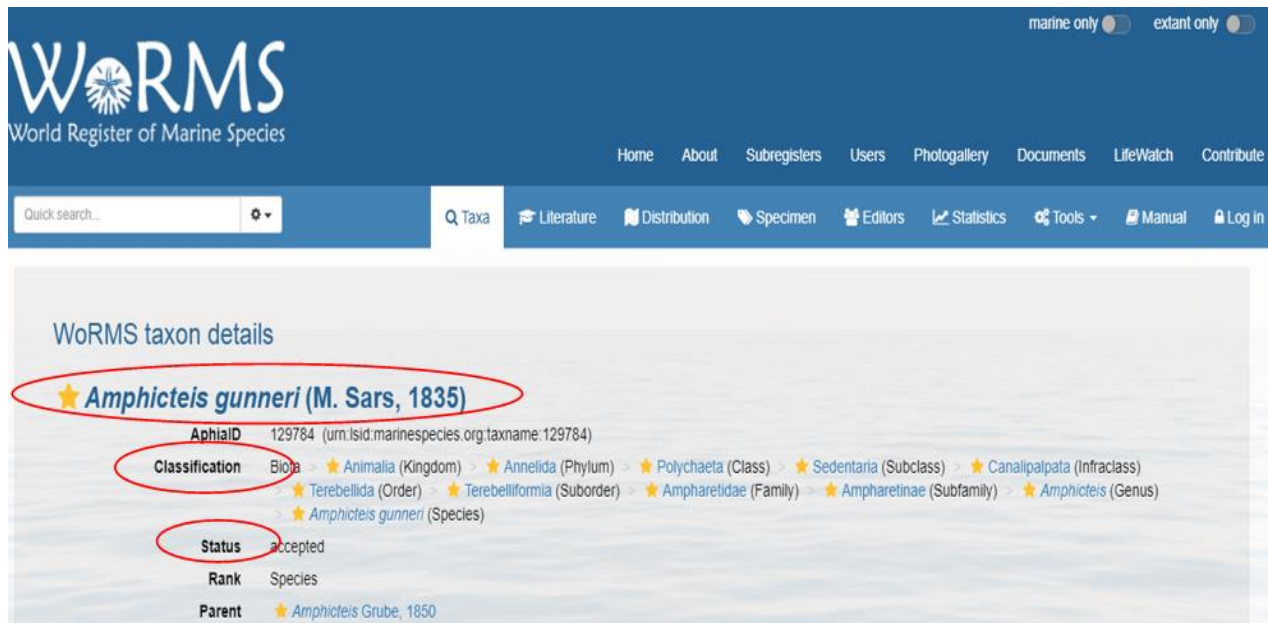 marine only extant only
WoRMS
World Register of Marine Species
Home About Subregisters Users Photogallery Documents LifeWatch Contribute
Quick search... Taxa Literature Distribution Specimen Editors Statistics Tools Manual Log in
WoRMS taxon details
Amphicteis gunneri (M. Sars, 1835)
AphiaID 129784 (urn:lsid:marinespecies.org:taxname:129784)
Classification Biota > Animalia (Kingdom) > Annelida (Phylum) > Polychaeta (Class) > Sedentaria (Subclass) > Canalipalpata (Infraclass)
> Terebellida (Order) > Terebelliformia (Suborder) > Ampharetidae (Family) > Ampharetinae (Subfamily) > Amphicteis (Genus)
> Amphicteis gunneri (Species)
Status accepted
Rank Species
Parent Amphicteis Grube, 1850